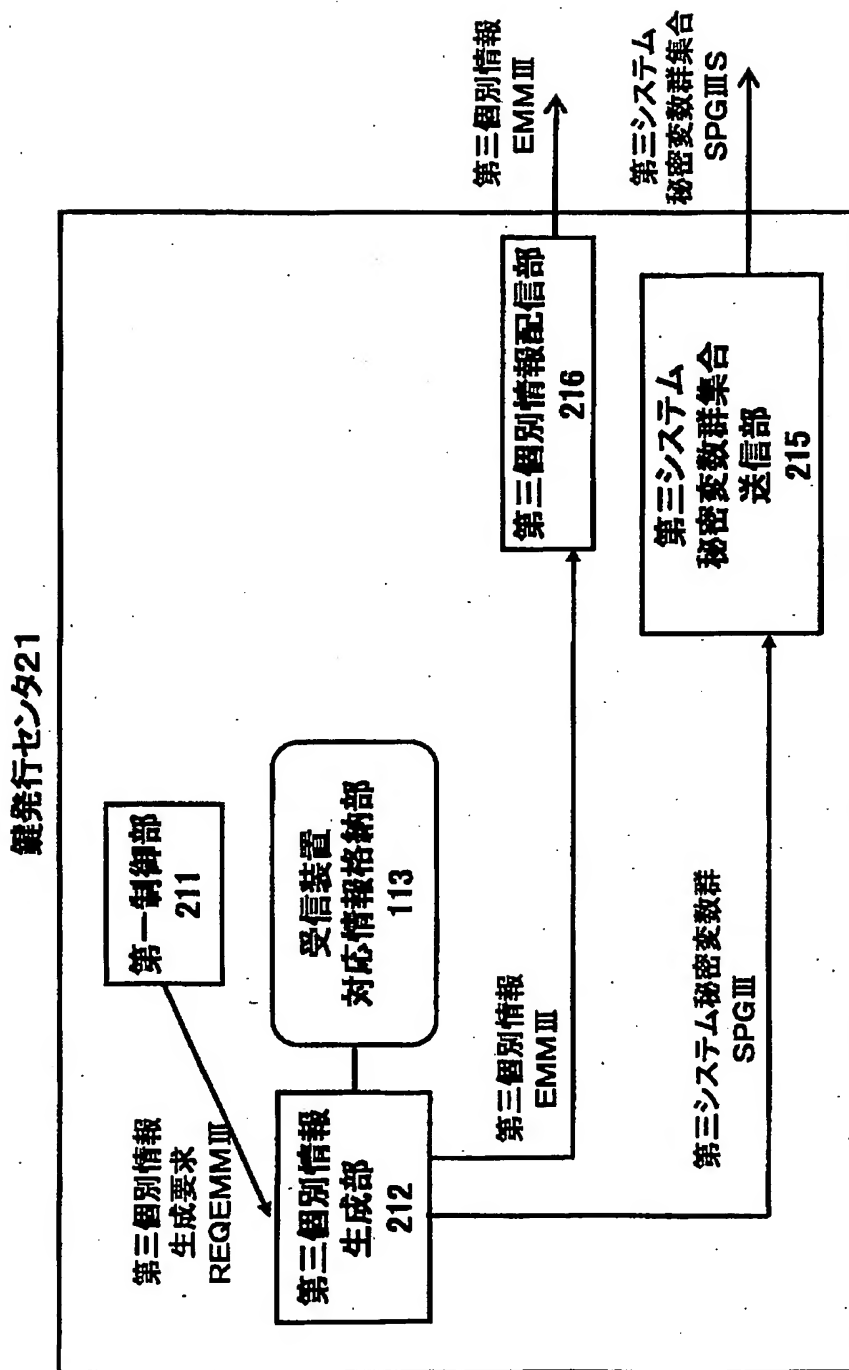 鍵発行センタ21
第一制御部
211
第三個別情報
生成要求
REQEMMⅢ
受信装置
対応情報格納部
113
第三個別情報
生成部
212
第三個別情報
EMMⅢ
第三個別情報配信部
216
第三個別情報
EMMⅢ
第三システム秘密変数群
SPGⅢ
第三システム
秘密変数群集合
送信部
215
第三システム
秘密変数群集合
SPGⅢS